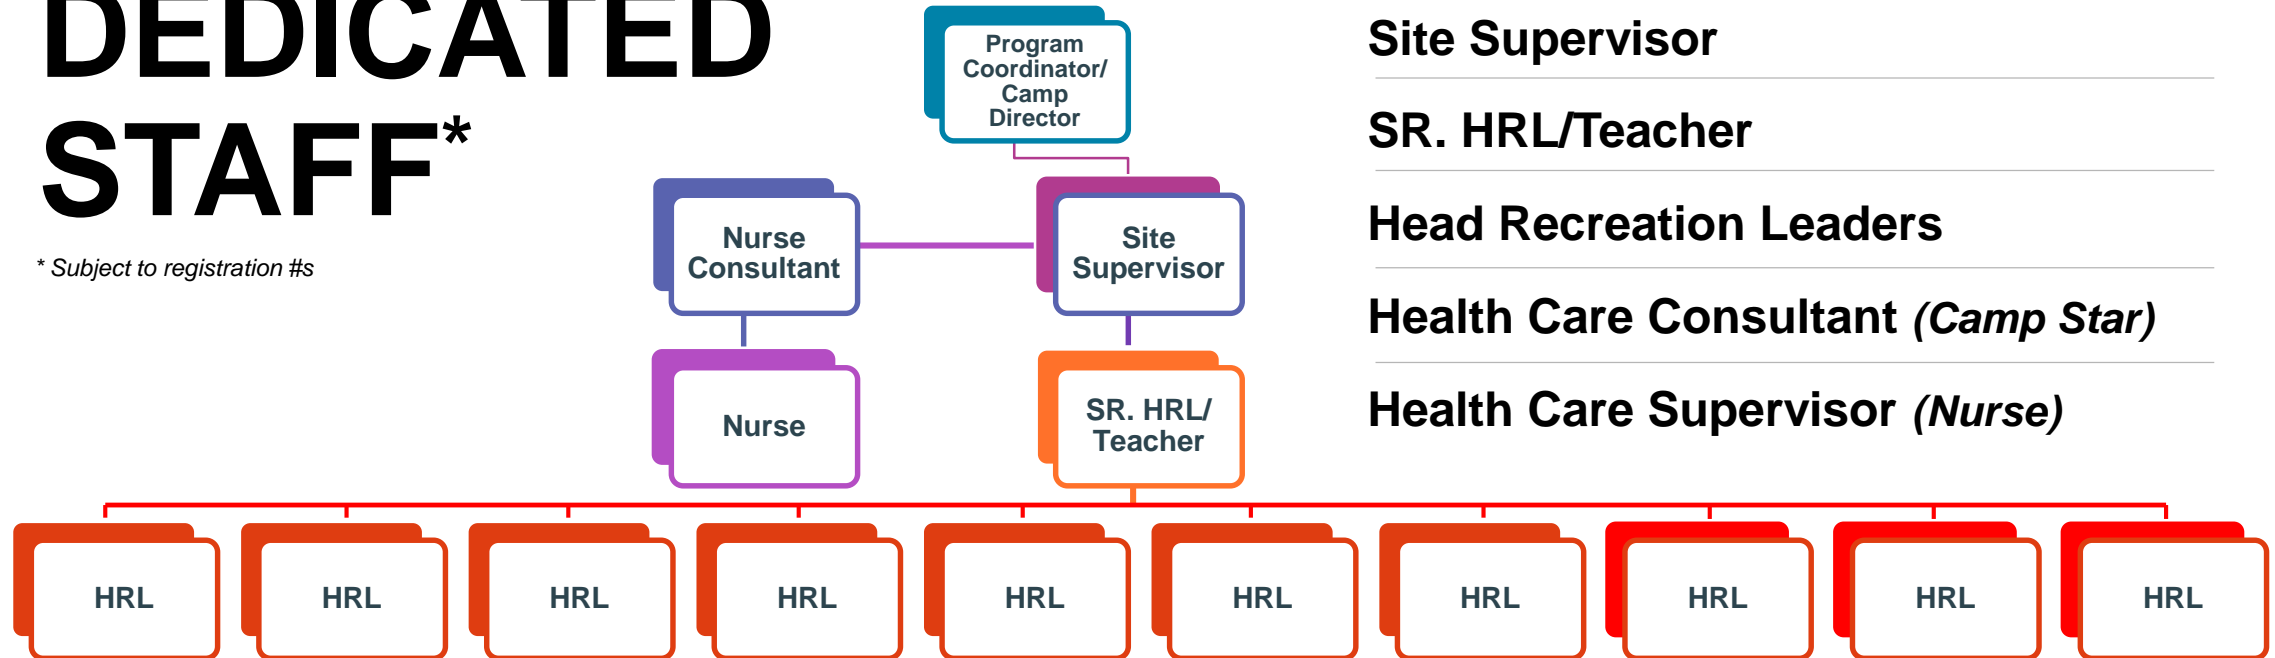 DEDICATED
STAFF*
* Subject to registration #s
Program
Coordinator/
Camp
Director
Nurse
Consultant
Site
Supervisor
Nurse
SR. HRL/
Teacher
HRL
HRL
HRL
HRL
HRL
HRL
HRL
HRL
HRL
HRL
Site Supervisor
SR. HRL/Teacher
Head Recreation Leaders
Health Care Consultant (Camp Star)
Health Care Supervisor (Nurse)